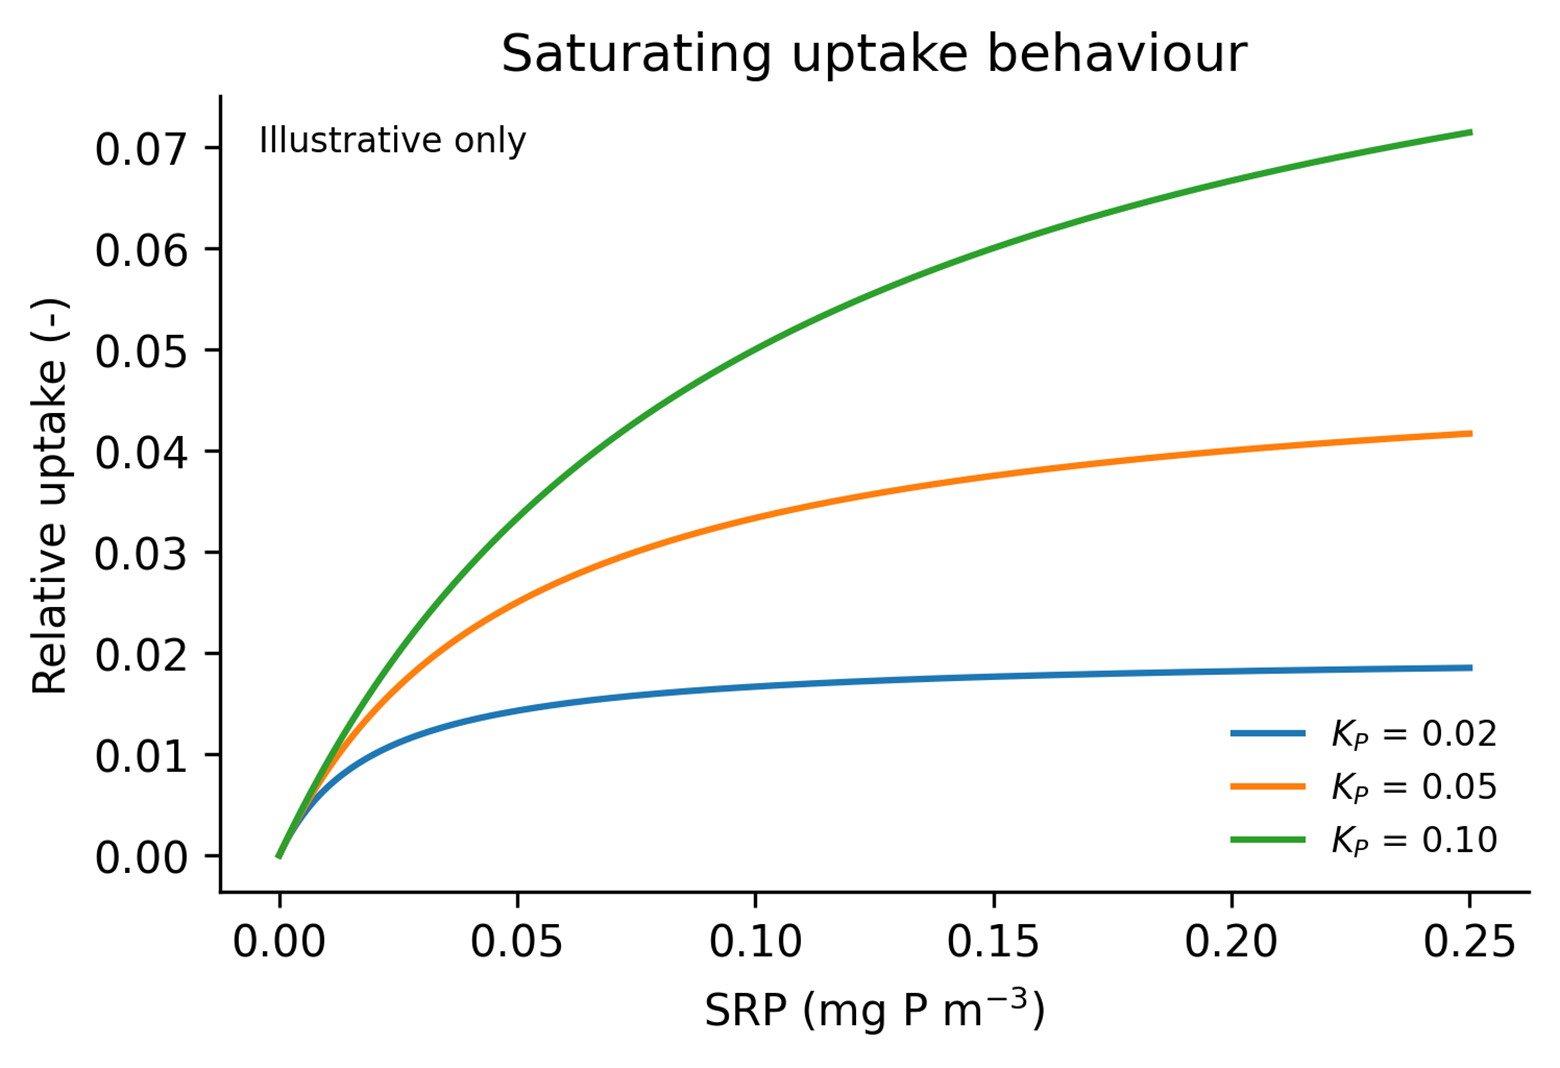 Saturating uptake behaviour
Illustrative only
Relative uptake (-)
0.07
0.06
0.05
0.04
0.03
0.02
0.01
0.00
K_P = 0.02
K_P = 0.05
K_P = 0.10
0.00 0.05 0.10 0.15 0.20 0.25
SRP (mg P m⁻³)